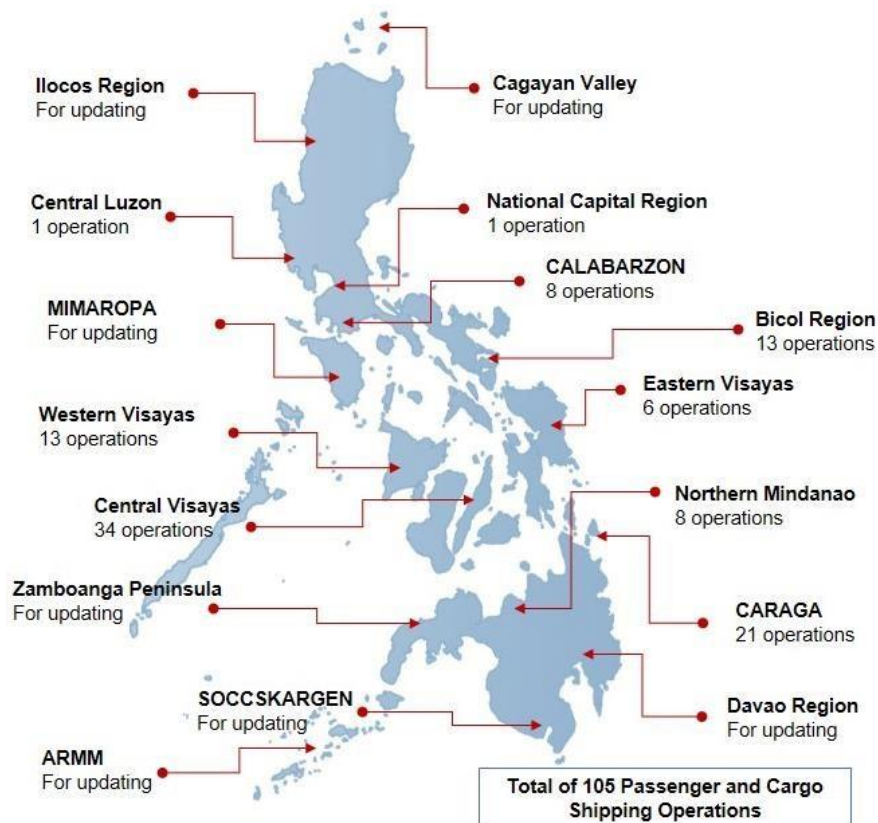 Ilocos Region
For updating
Cagayan Valley
For updating
Central Luzon
1 operation
National Capital Region
1 operation
CALABARZON
8 operations
MIMAROPA
For updating
Bicol Region
13 operations
Eastern Visayas
6 operations
Western Visayas
13 operations
Central Visayas
34 operations
Northern Mindanao
8 operations
Zamboanga Peninsula
For updating
CARAGA
21 operations
SOCCSKARGEN
For updating
Davao Region
For updating
ARMM
For updating
Total of 105 Passenger and Cargo
Shipping Operations